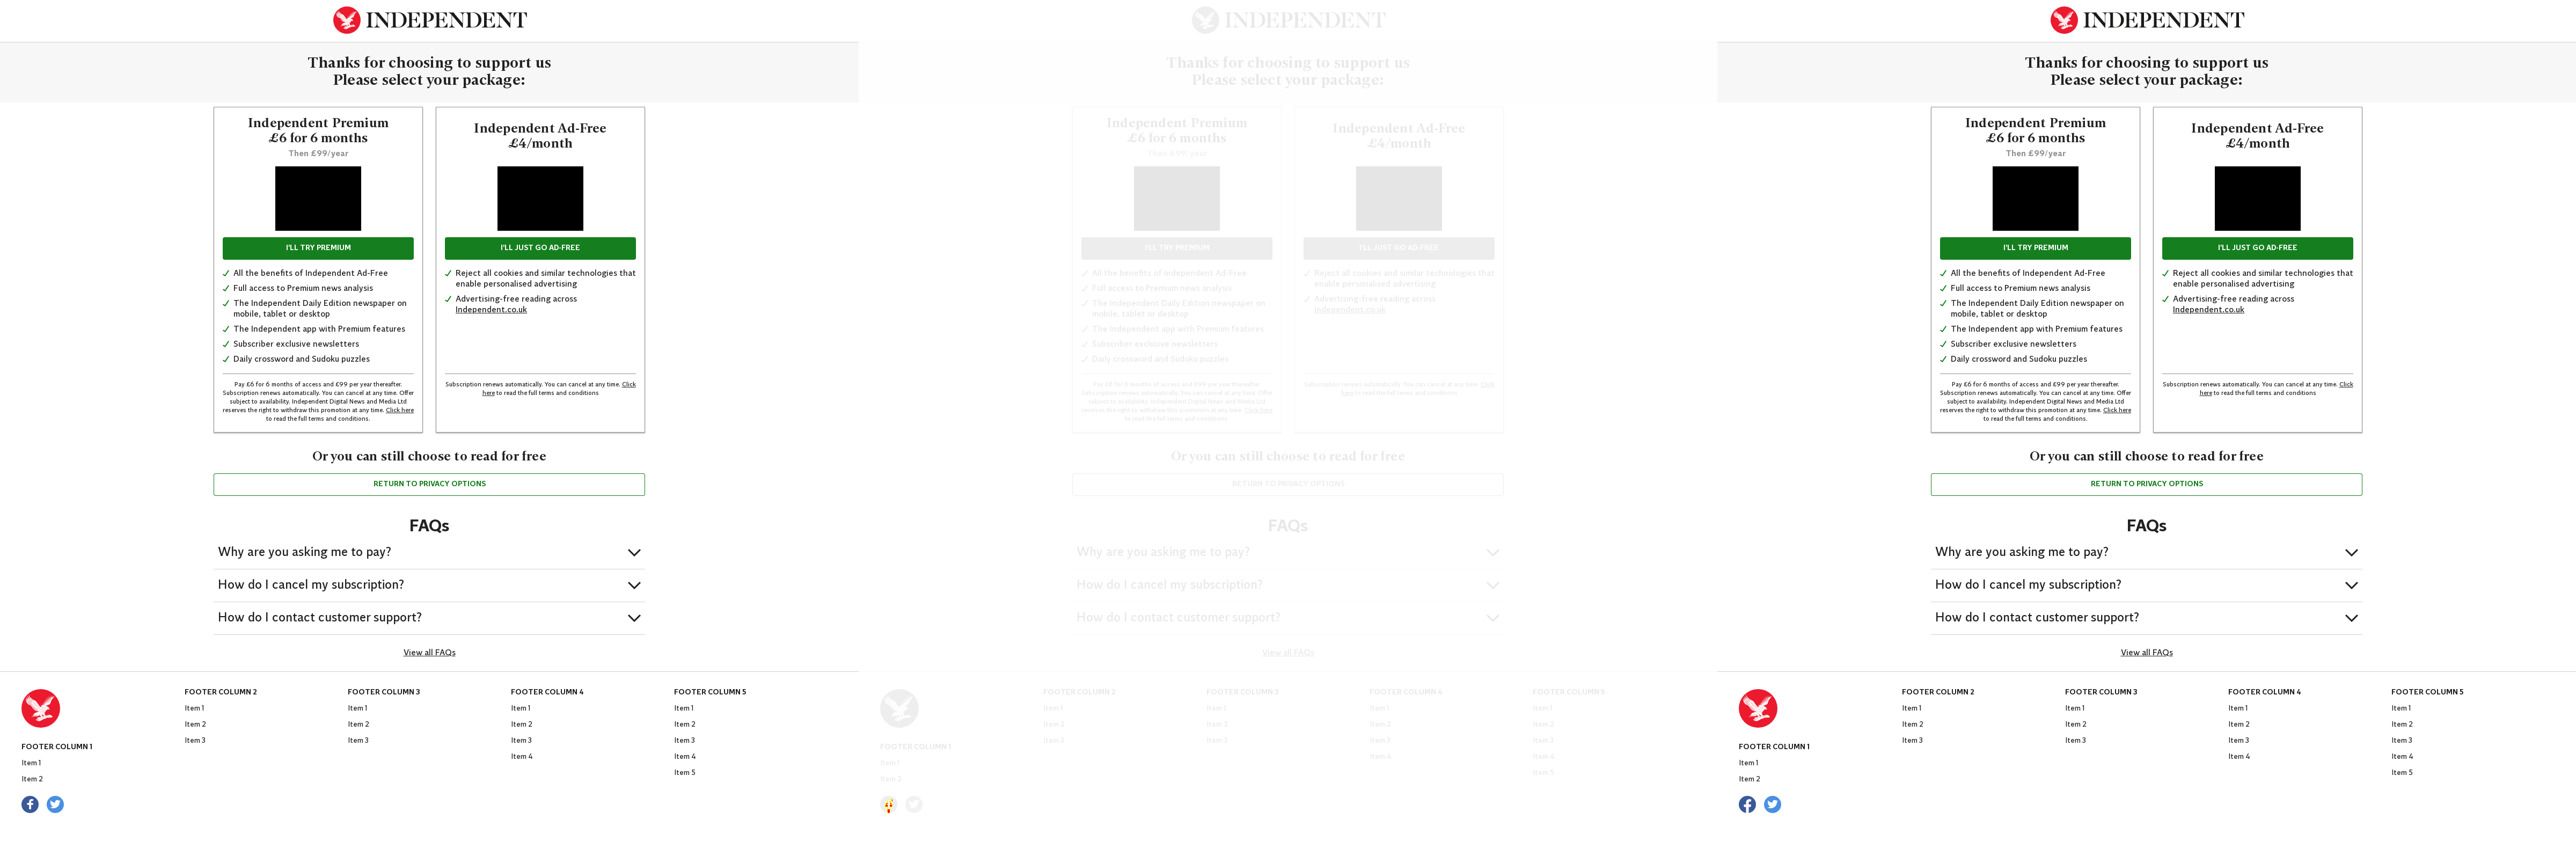 INDEPENDENT
Thanks for choosing to support us
Please select your package:
Independent Premium
£6 for 6 months
Then £99/year
I'LL TRY PREMIUM
All the benefits of Independent Ad-Free
Full access to Premium news analysis
The Independent Daily Edition newspaper on
mobile, tablet or desktop
The Independent app with Premium features
Subscriber exclusive newsletters
Daily crossword and Sudoku puzzles
Pay £6 for 6 months of access and £99 per year thereafter.
Subscription renews automatically. You can cancel at any time. Offer
subject to availability. Independent Digital News and Media Ltd
reserves the right to withdraw this promotion at any time. Click here
to read the full terms and conditions.
Independent Ad-Free
£4/month
I'LL JUST GO AD-FREE
Reject all cookies and similar technologies that
enable personalised advertising
Advertising-free reading across
Independent.co.uk
Subscription renews automatically. You can cancel at any time. Click
here to read the full terms and conditions
Or you can still choose to read for free
RETURN TO PRIVACY OPTIONS
FAQs
Why are you asking me to pay?
How do I cancel my subscription?
How do I contact customer support?
View all FAQs
FOOTER COLUMN 1
Item 1
Item 2
FOOTER COLUMN 2
Item 1
Item 2
Item 3
FOOTER COLUMN 3
Item 1
Item 2
Item 3
FOOTER COLUMN 4
Item 1
Item 2
Item 3
Item 4
FOOTER COLUMN 5
Item 1
Item 2
Item 3
Item 4
Item 5
INDEPENDENT
Thanks for choosing to support us
Please select your package:
Independent Premium
£6 for 6 months
Then £99/year
I'LL TRY PREMIUM
All the benefits of Independent Ad-Free
Full access to Premium news analysis
The Independent Daily Edition newspaper on
mobile, tablet or desktop
The Independent app with Premium features
Subscriber exclusive newsletters
Daily crossword and Sudoku puzzles
Pay £6 for 6 months of access and £99 per year thereafter.
Subscription renews automatically. You can cancel at any time. Offer
subject to availability. Independent Digital News and Media Ltd
reserves the right to withdraw this promotion at any time. Click here
to read the full terms and conditions.
Independent Ad-Free
£4/month
I'LL JUST GO AD-FREE
Reject all cookies and similar technologies that
enable personalised advertising
Advertising-free reading across
Independent.co.uk
Subscription renews automatically. You can cancel at any time. Click
here to read the full terms and conditions
Or you can still choose to read for free
RETURN TO PRIVACY OPTIONS
FAQs
Why are you asking me to pay?
How do I cancel my subscription?
How do I contact customer support?
View all FAQs
FOOTER COLUMN 1
Item 1
Item 2
FOOTER COLUMN 2
Item 1
Item 2
Item 3
FOOTER COLUMN 3
Item 1
Item 2
Item 3
FOOTER COLUMN 4
Item 1
Item 2
Item 3
Item 4
FOOTER COLUMN 5
Item 1
Item 2
Item 3
Item 4
Item 5
INDEPENDENT
Thanks for choosing to support us
Please select your package:
Independent Premium
£6 for 6 months
Then £99/year
I'LL TRY PREMIUM
All the benefits of Independent Ad-Free
Full access to Premium news analysis
The Independent Daily Edition newspaper on
mobile, tablet or desktop
The Independent app with Premium features
Subscriber exclusive newsletters
Daily crossword and Sudoku puzzles
Pay £6 for 6 months of access and £99 per year thereafter.
Subscription renews automatically. You can cancel at any time. Offer
subject to availability. Independent Digital News and Media Ltd
reserves the right to withdraw this promotion at any time. Click here
to read the full terms and conditions.
Independent Ad-Free
£4/month
I'LL JUST GO AD-FREE
Reject all cookies and similar technologies that
enable personalised advertising
Advertising-free reading across
Independent.co.uk
Subscription renews automatically. You can cancel at any time. Click
here to read the full terms and conditions
Or you can still choose to read for free
RETURN TO PRIVACY OPTIONS
FAQs
Why are you asking me to pay?
How do I cancel my subscription?
How do I contact customer support?
View all FAQs
FOOTER COLUMN 1
Item 1
Item 2
FOOTER COLUMN 2
Item 1
Item 2
Item 3
FOOTER COLUMN 3
Item 1
Item 2
Item 3
FOOTER COLUMN 4
Item 1
Item 2
Item 3
Item 4
FOOTER COLUMN 5
Item 1
Item 2
Item 3
Item 4
Item 5